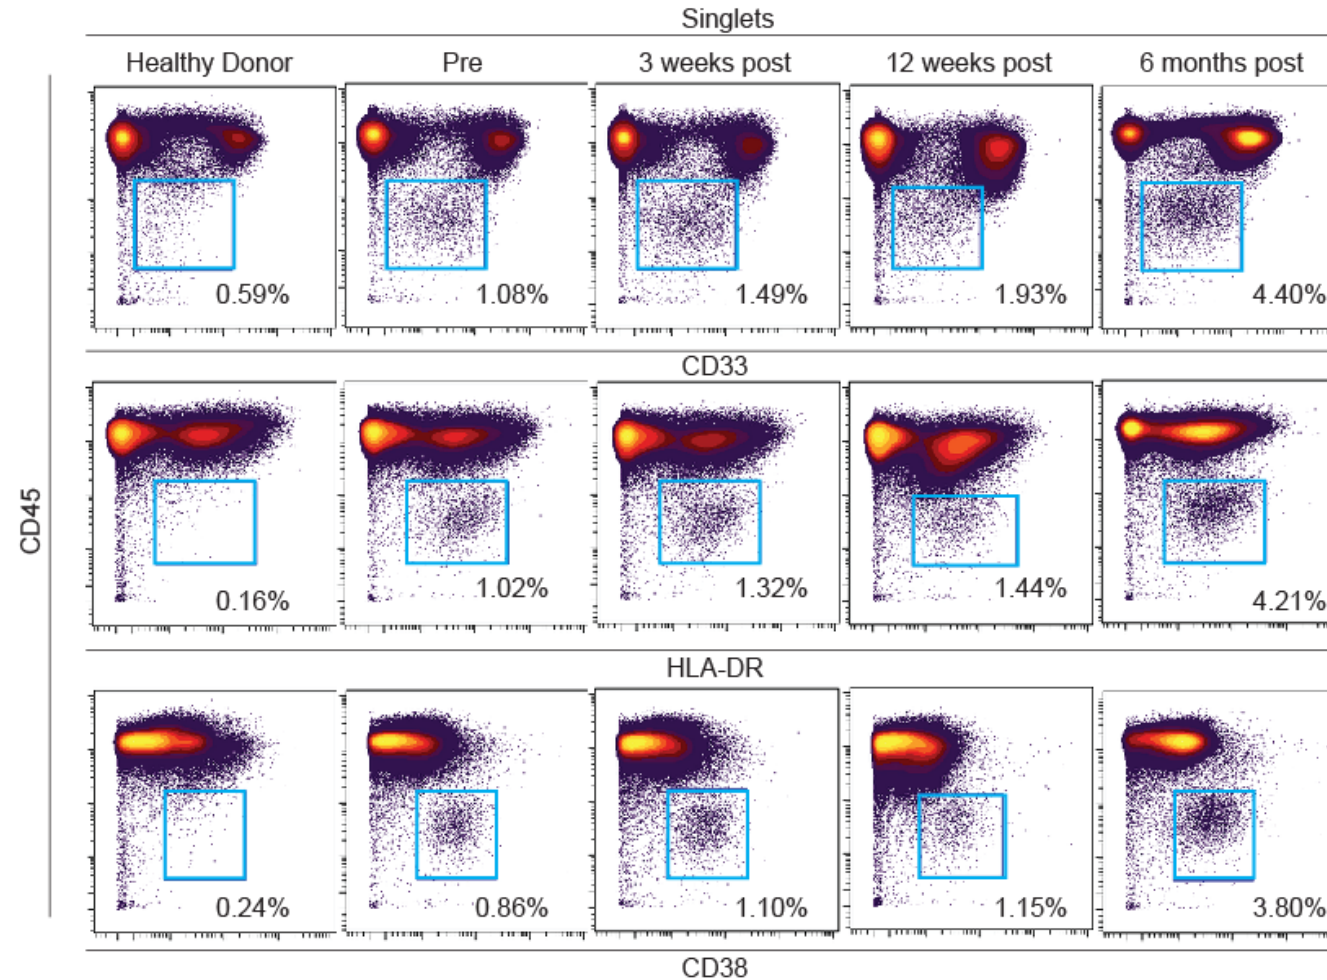 Singlets
Healthy Donor Pre 3 weeks post 12 weeks post 6 months post
0.59% 1.08% 1.49% 1.93% 4.40%
CD33
0.16% 1.02% 1.32% 1.44% 4.21%
HLA-DR
CD45
0.24% 0.86% 1.10% 1.15% 3.80%
CD38